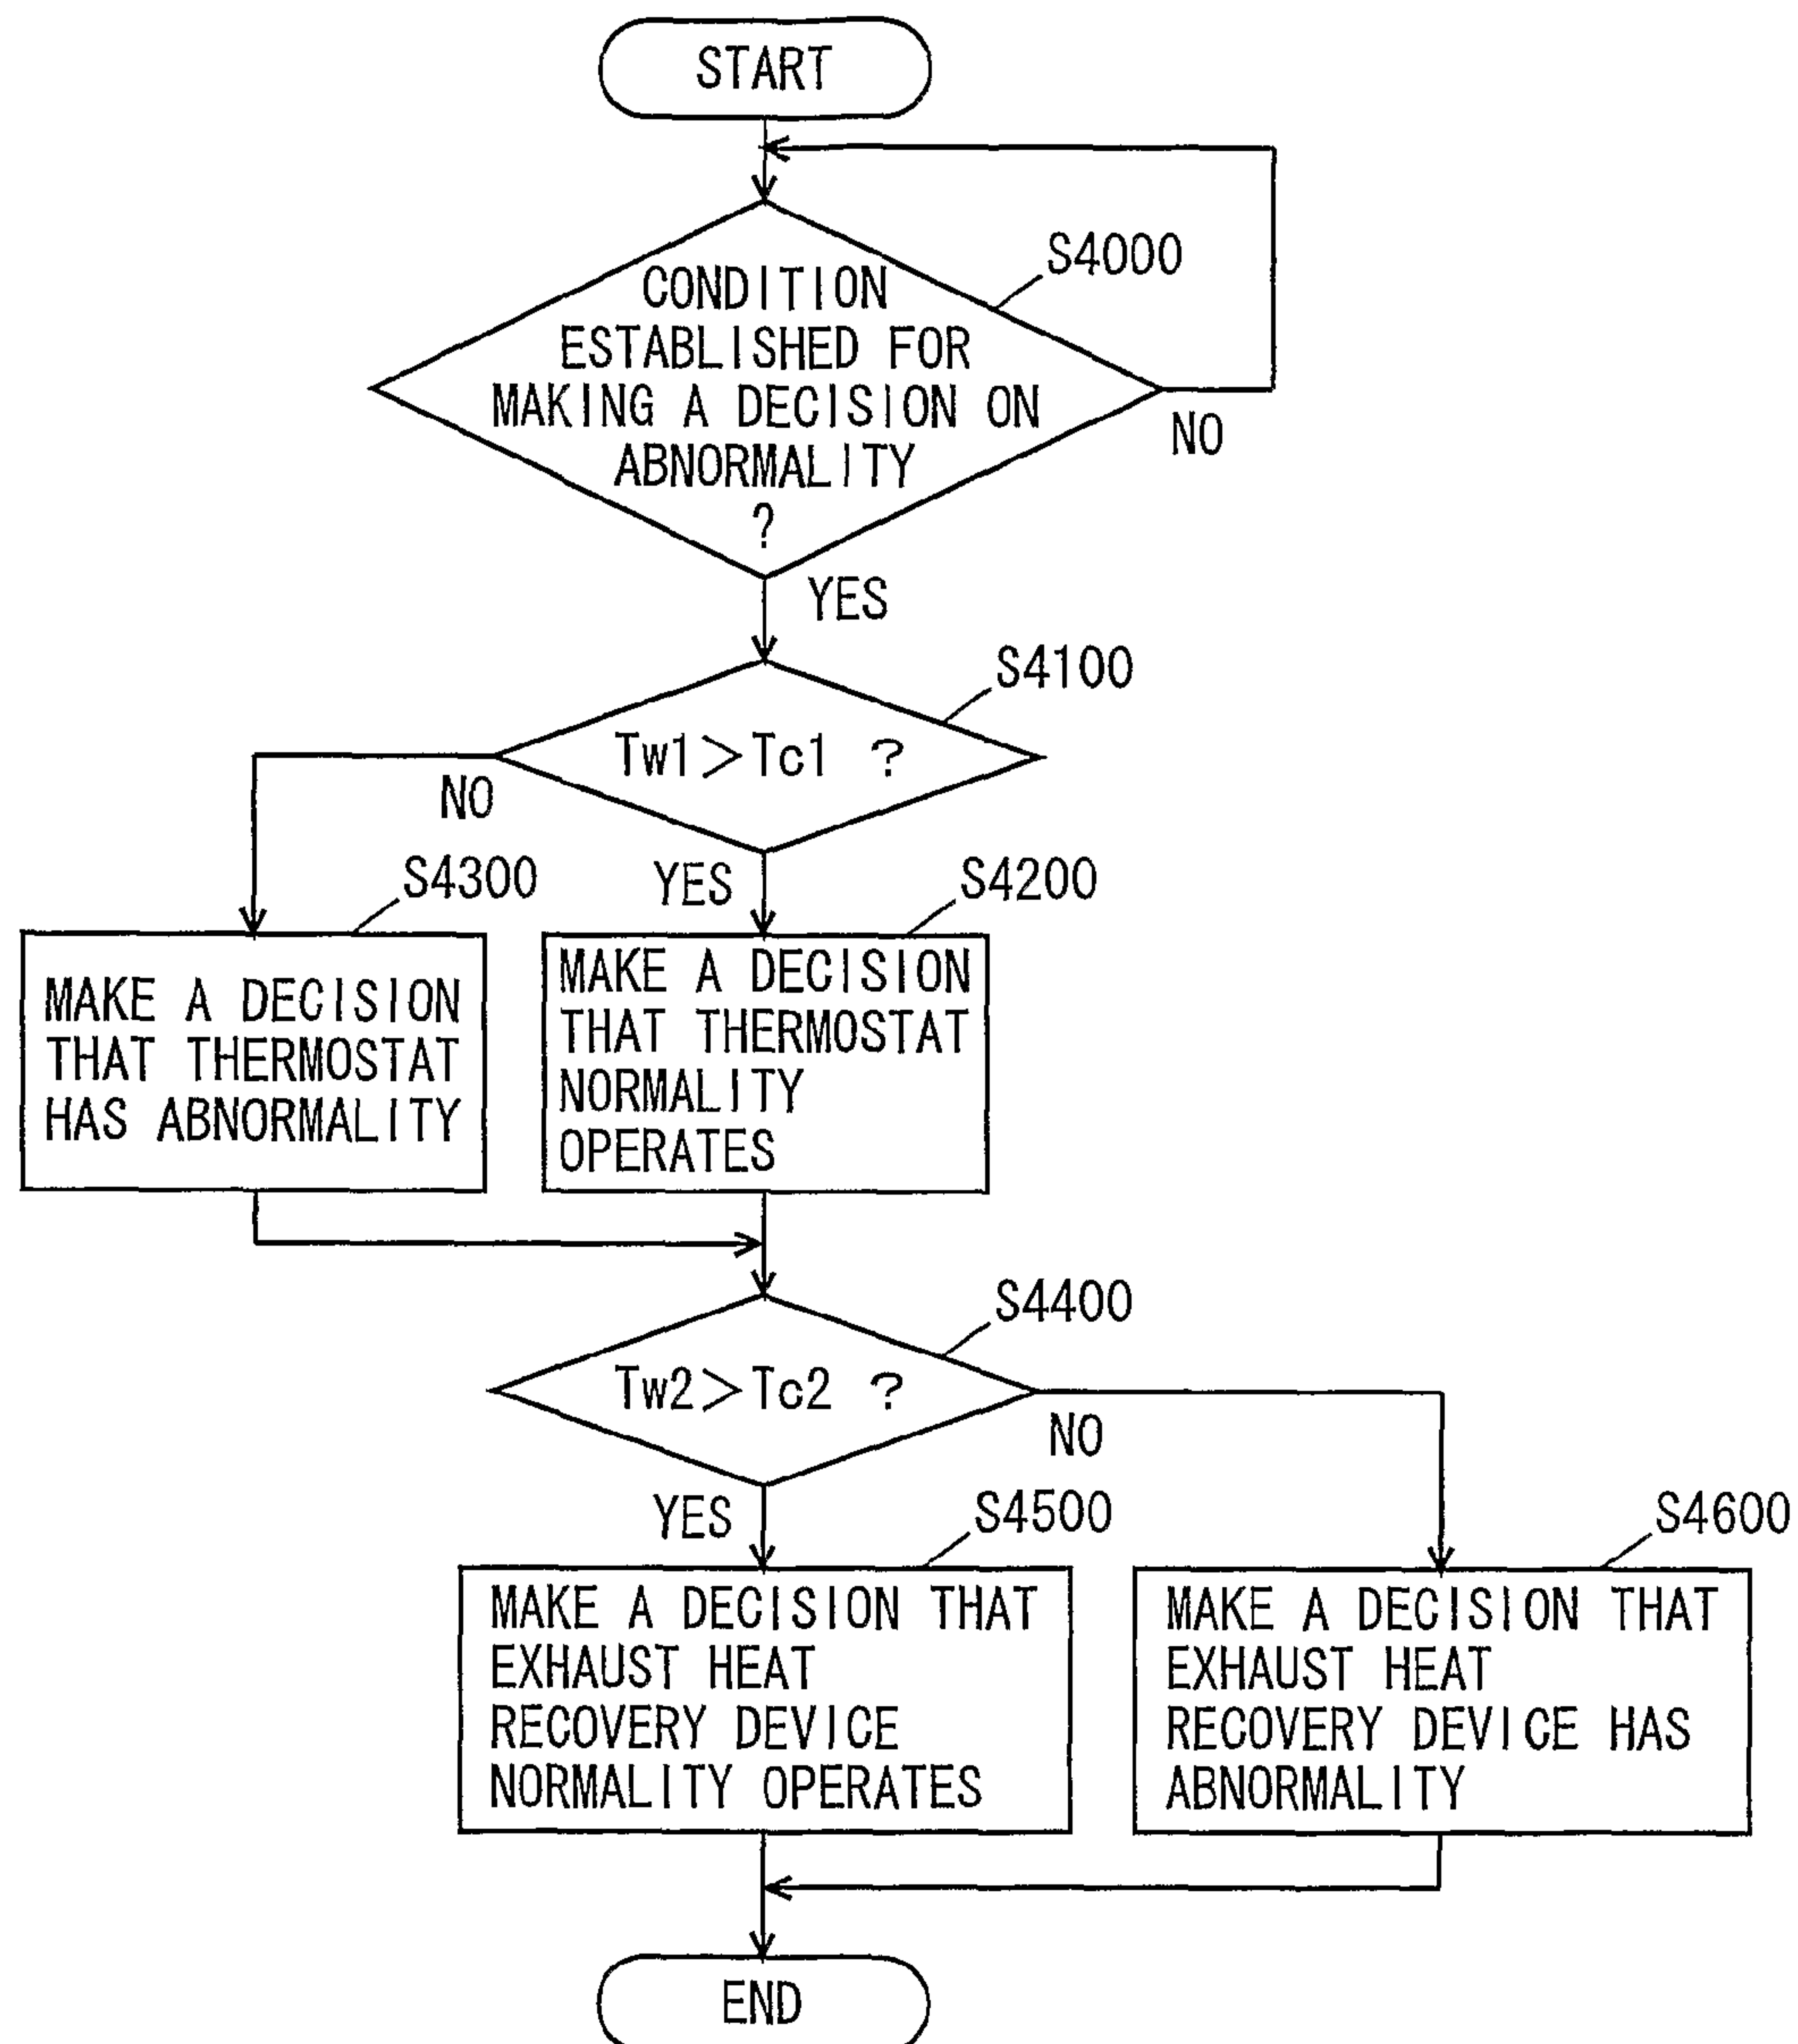 START
S4000
CONDITION
ESTABLISHED FOR
MAKING A DECISION ON
ABNORMALITY
?
NO
YES
S4100
Tw1>Tc1 ?
NO
YES
S4300
S4200
MAKE A DECISION
THAT THERMOSTAT
HAS ABNORMALITY
MAKE A DECISION
THAT THERMOSTAT
NORMALITY
OPERATES
S4400
Tw2>Tc2 ?
NO
YES
S4500
S4600
MAKE A DECISION THAT
EXHAUST HEAT
RECOVERY DEVICE
NORMALITY OPERATES
MAKE A DECISION THAT
EXHAUST HEAT
RECOVERY DEVICE HAS
ABNORMALITY
END